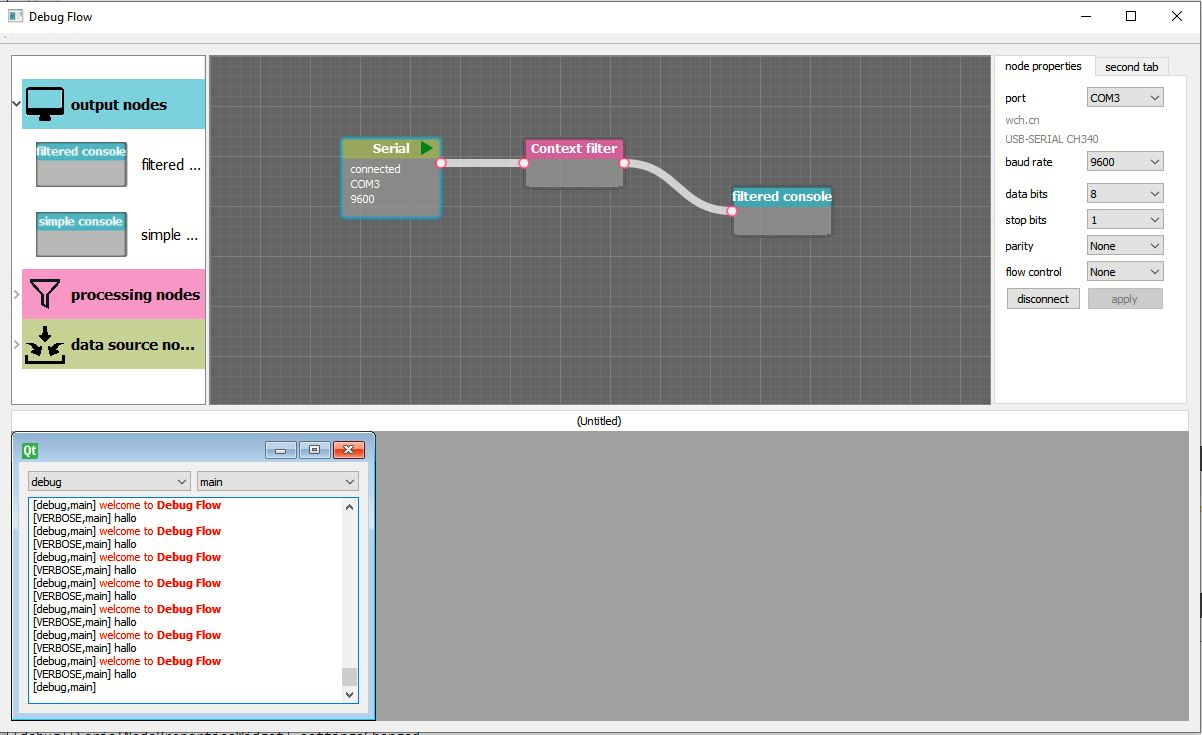 Debug Flow
output nodes
filtered console
filtered ...
simple console
simple ...
processing nodes
data source no...
Serial
connected
COM3
9600
Context filter
filtered console
node properties
second tab
port
COM3
wch.cn
USB-SERIAL CH340
baud rate
9600
data bits
8
stop bits
1
parity
None
flow control
None
disconnect
apply
(Untitled)
Qt
debug
main
[debug,main] welcome to Debug Flow
[VERBOSE,main] hallo
[debug,main] welcome to Debug Flow
[VERBOSE,main] hallo
[debug,main] welcome to Debug Flow
[VERBOSE,main] hallo
[debug,main] welcome to Debug Flow
[VERBOSE,main] hallo
[debug,main] welcome to Debug Flow
[VERBOSE,main] hallo
[debug,main] welcome to Debug Flow
[VERBOSE,main] hallo
[debug,main] welcome to Debug Flow
[VERBOSE,main] hallo
[debug,main]